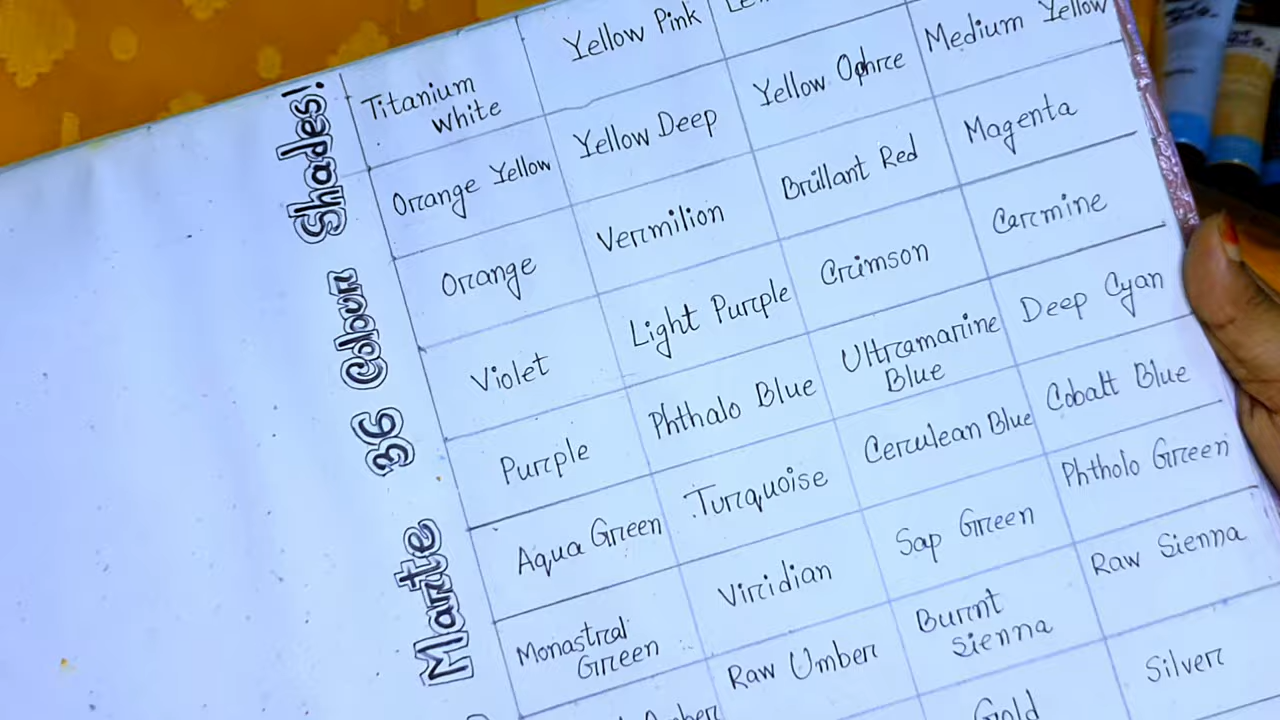 Marte 36 Colour Shades!
Titanium
White
Yellow Pink
Medium Yellow
Orange Yellow
Yellow Deep
Yellow Ophrce
Magenta
Orange
Vermilion
Brillant Red
Carmine
Violet
Light Purple
Crimson
Deep Cyan
Purple
Phthalo Blue
Ultramarine
Blue
Cobalt Blue
Aqua Green
Turquoise
Cerulean Blue
Phtholo Green
Monastral
Green
Viridian
Sap Green
Raw Sienna
Raw Umber
Burnt
Sienna
Silver
Gold